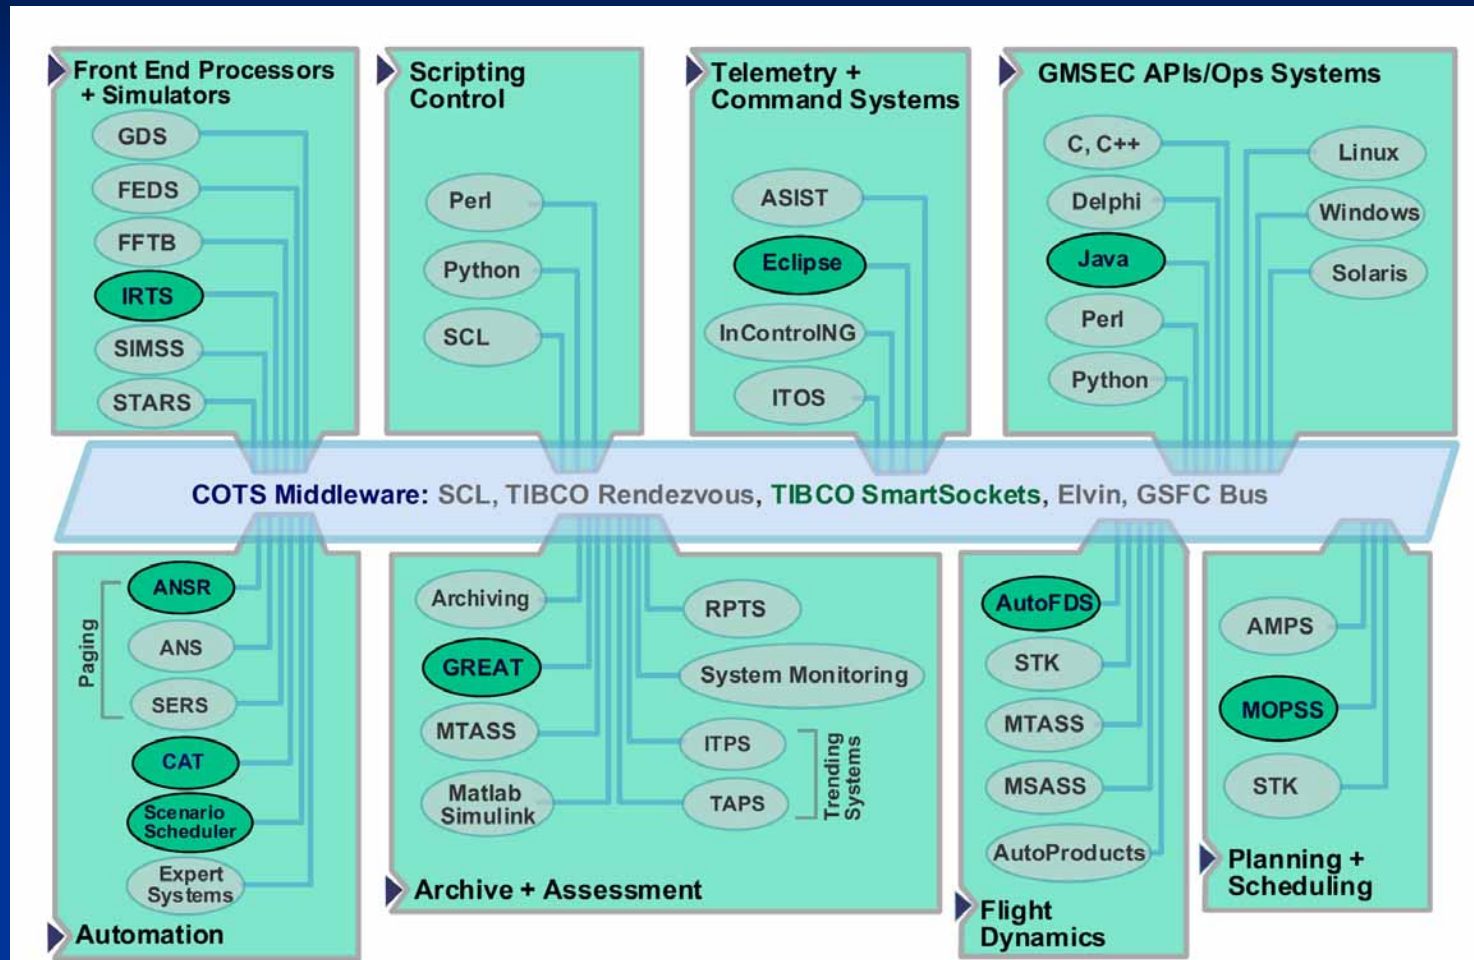 Front End Processors
+ Simulators
GDS
FEDS
FFTB
IRTS
SIMSS
STARS
Scripting
Control
Perl
Python
SCL
Telemetry +
Command Systems
ASIST
Eclipse
InControlNG
ITOS
GMSEC APIs/Ops Systems
C, C++
Delphi
Java
Perl
Python
Linux
Windows
Solaris
COTS Middleware: SCL, TIBCO Rendezvous, TIBCO SmartSockets, Elvin, GSFC Bus
Paging
ANSR
ANS
SERS
CAT
Scenario
Scheduler
Expert
Systems
Automation
Archiving
GREAT
MTASS
Matlab
Simulink
RPTS
System Monitoring
ITPS
TAPS
Trending
Systems
Archive + Assessment
AutoFDS
STK
MTASS
MSASS
AutoProducts
Flight
Dynamics
AMPS
MOPSS
STK
Planning +
Scheduling